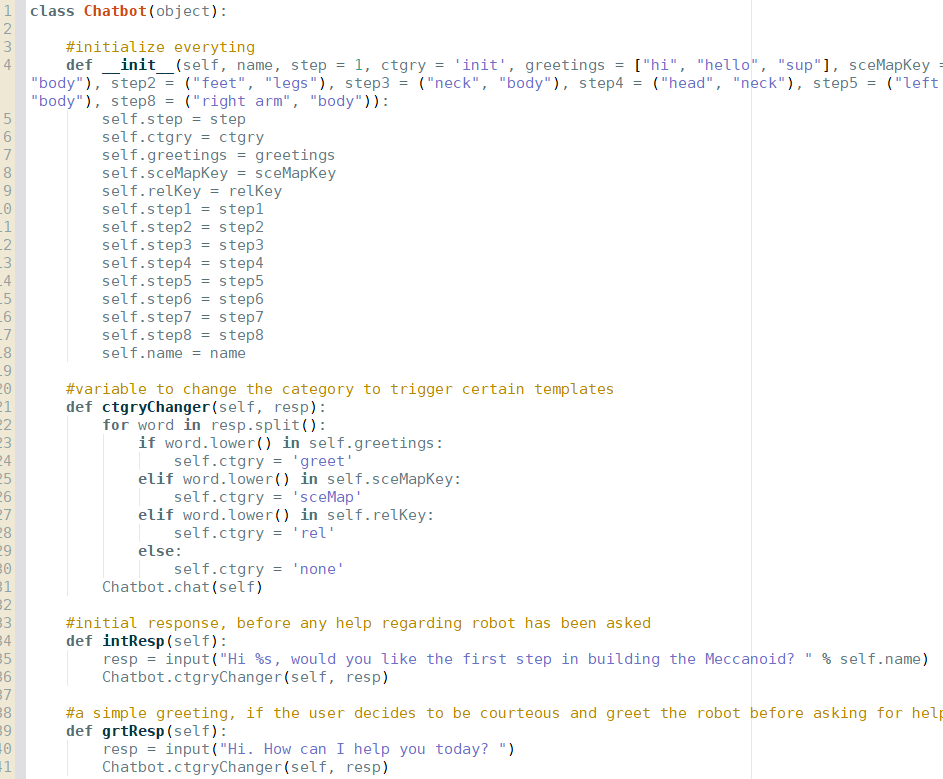 1 class Chatbot(object):
2
3 #initialize everyting
4 def __init__(self, name, step = 1, ctgry = 'init', greetings = ["hi", "hello", "sup"], sceMapKey =
"body"), step2 = ("feet", "legs"), step3 = ("neck", "body"), step4 = ("head", "neck"), step5 = ("left
"body"), step8 = ("right arm", "body")):
5 self.step = step
6 self.ctgry = ctgry
7 self.greetings = greetings
8 self.sceMapKey = sceMapKey
9 self.relKey = relKey
0 self.step1 = step1
1 self.step2 = step2
2 self.step3 = step3
3 self.step4 = step4
4 self.step5 = step5
5 self.step6 = step6
6 self.step7 = step7
7 self.step8 = step8
8 self.name = name
9
20 #variable to change the category to trigger certain templates
21 def ctgryChanger(self, resp):
22 for word in resp.split():
23 if word.lower() in self.greetings:
24 self.ctgry = 'greet'
25 elif word.lower() in self.sceMapKey:
26 self.ctgry = 'sceMap'
27 elif word.lower() in self.relKey:
28 self.ctgry = 'rel'
29 else:
30 self.ctgry = 'none'
31 Chatbot.chat(self)
32
33 #initial response, before any help regarding robot has been asked
34 def intResp(self):
35 resp = input("Hi %s, would you like the first step in building the Meccanoid? " % self.name)
36 Chatbot.ctgryChanger(self, resp)
37
38 #a simple greeting, if the user decides to be courteous and greet the robot before asking for help
39 def grtResp(self):
40 resp = input("Hi. How can I help you today? ")
41 Chatbot.ctgryChanger(self, resp)